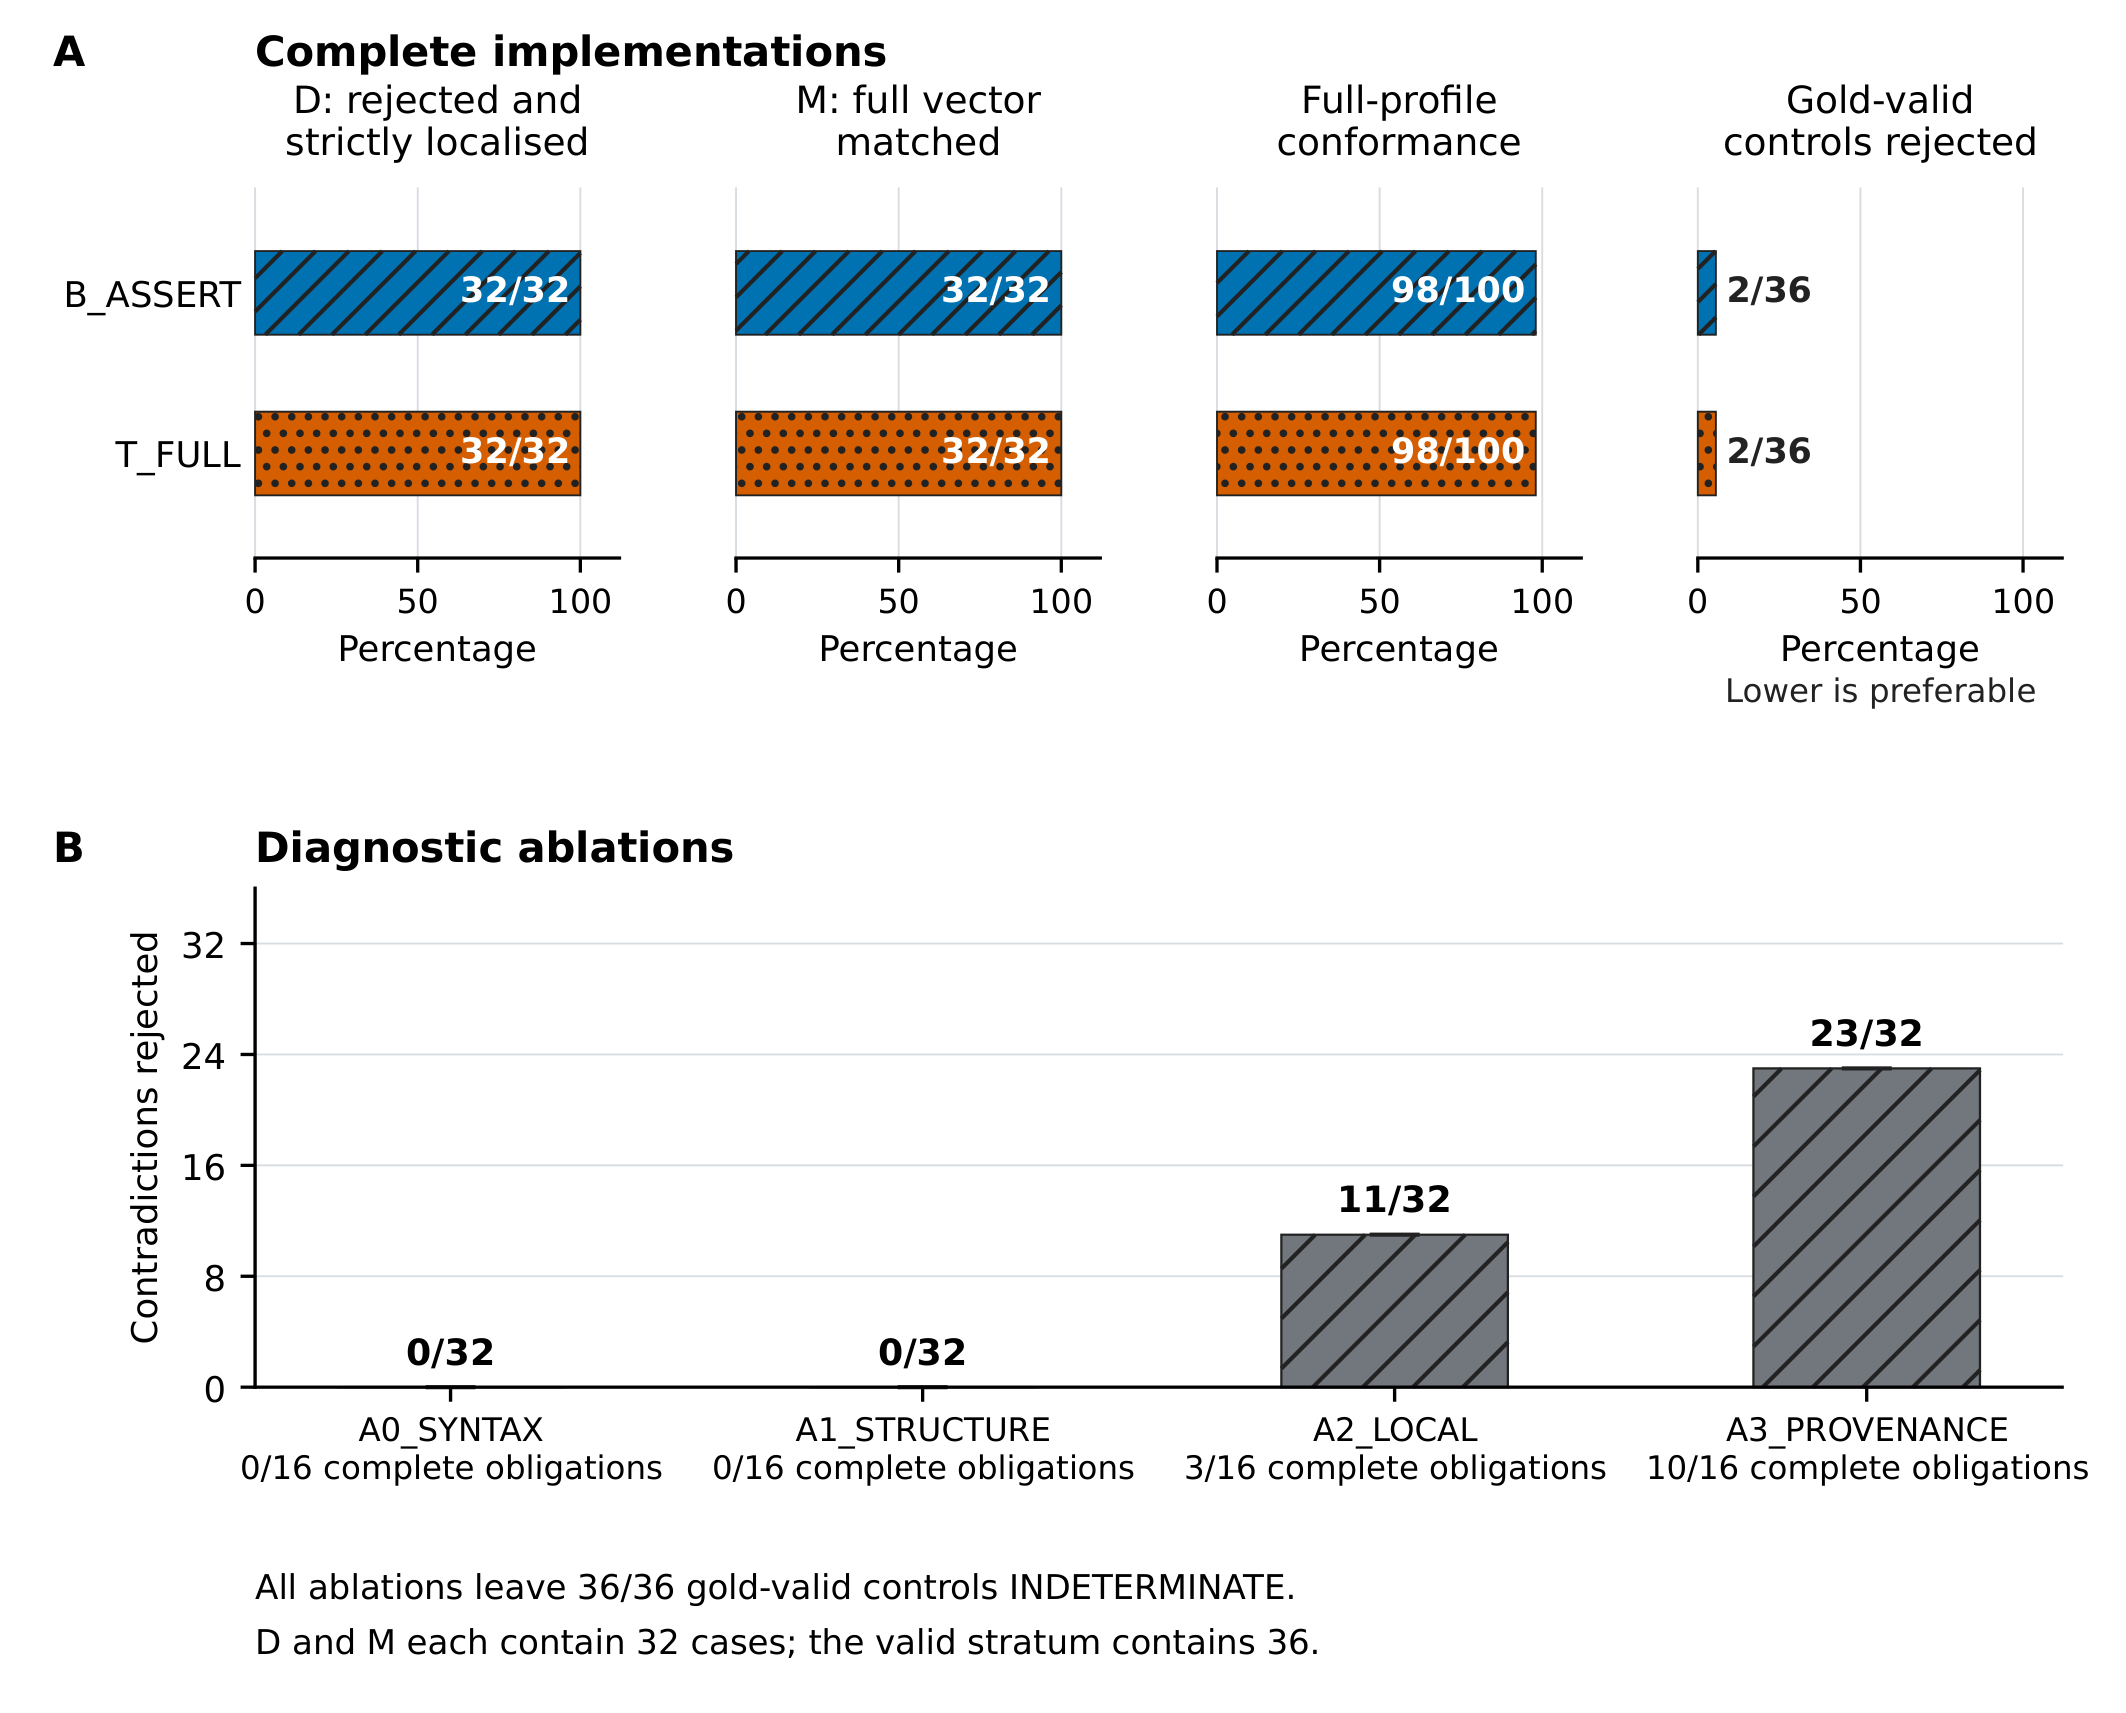 A
Complete implementations
D: rejected and
strictly localised
M: full vector
matched
Full-profile
conformance
Gold-valid
controls rejected
B_ASSERT
32/32
32/32
98/100
2/36
T_FULL
32/32
32/32
98/100
2/36
0 50 100
0 50 100
0 50 100
0 50 100
Percentage
Percentage
Percentage
Percentage
Lower is preferable
B
Diagnostic ablations
Contradictions rejected
32
24
16
8
0
0/32
0/32
11/32
23/32
A0_SYNTAX
0/16 complete obligations
A1_STRUCTURE
0/16 complete obligations
A2_LOCAL
3/16 complete obligations
A3_PROVENANCE
10/16 complete obligations
All ablations leave 36/36 gold-valid controls INDETERMINATE.
D and M each contain 32 cases; the valid stratum contains 36.